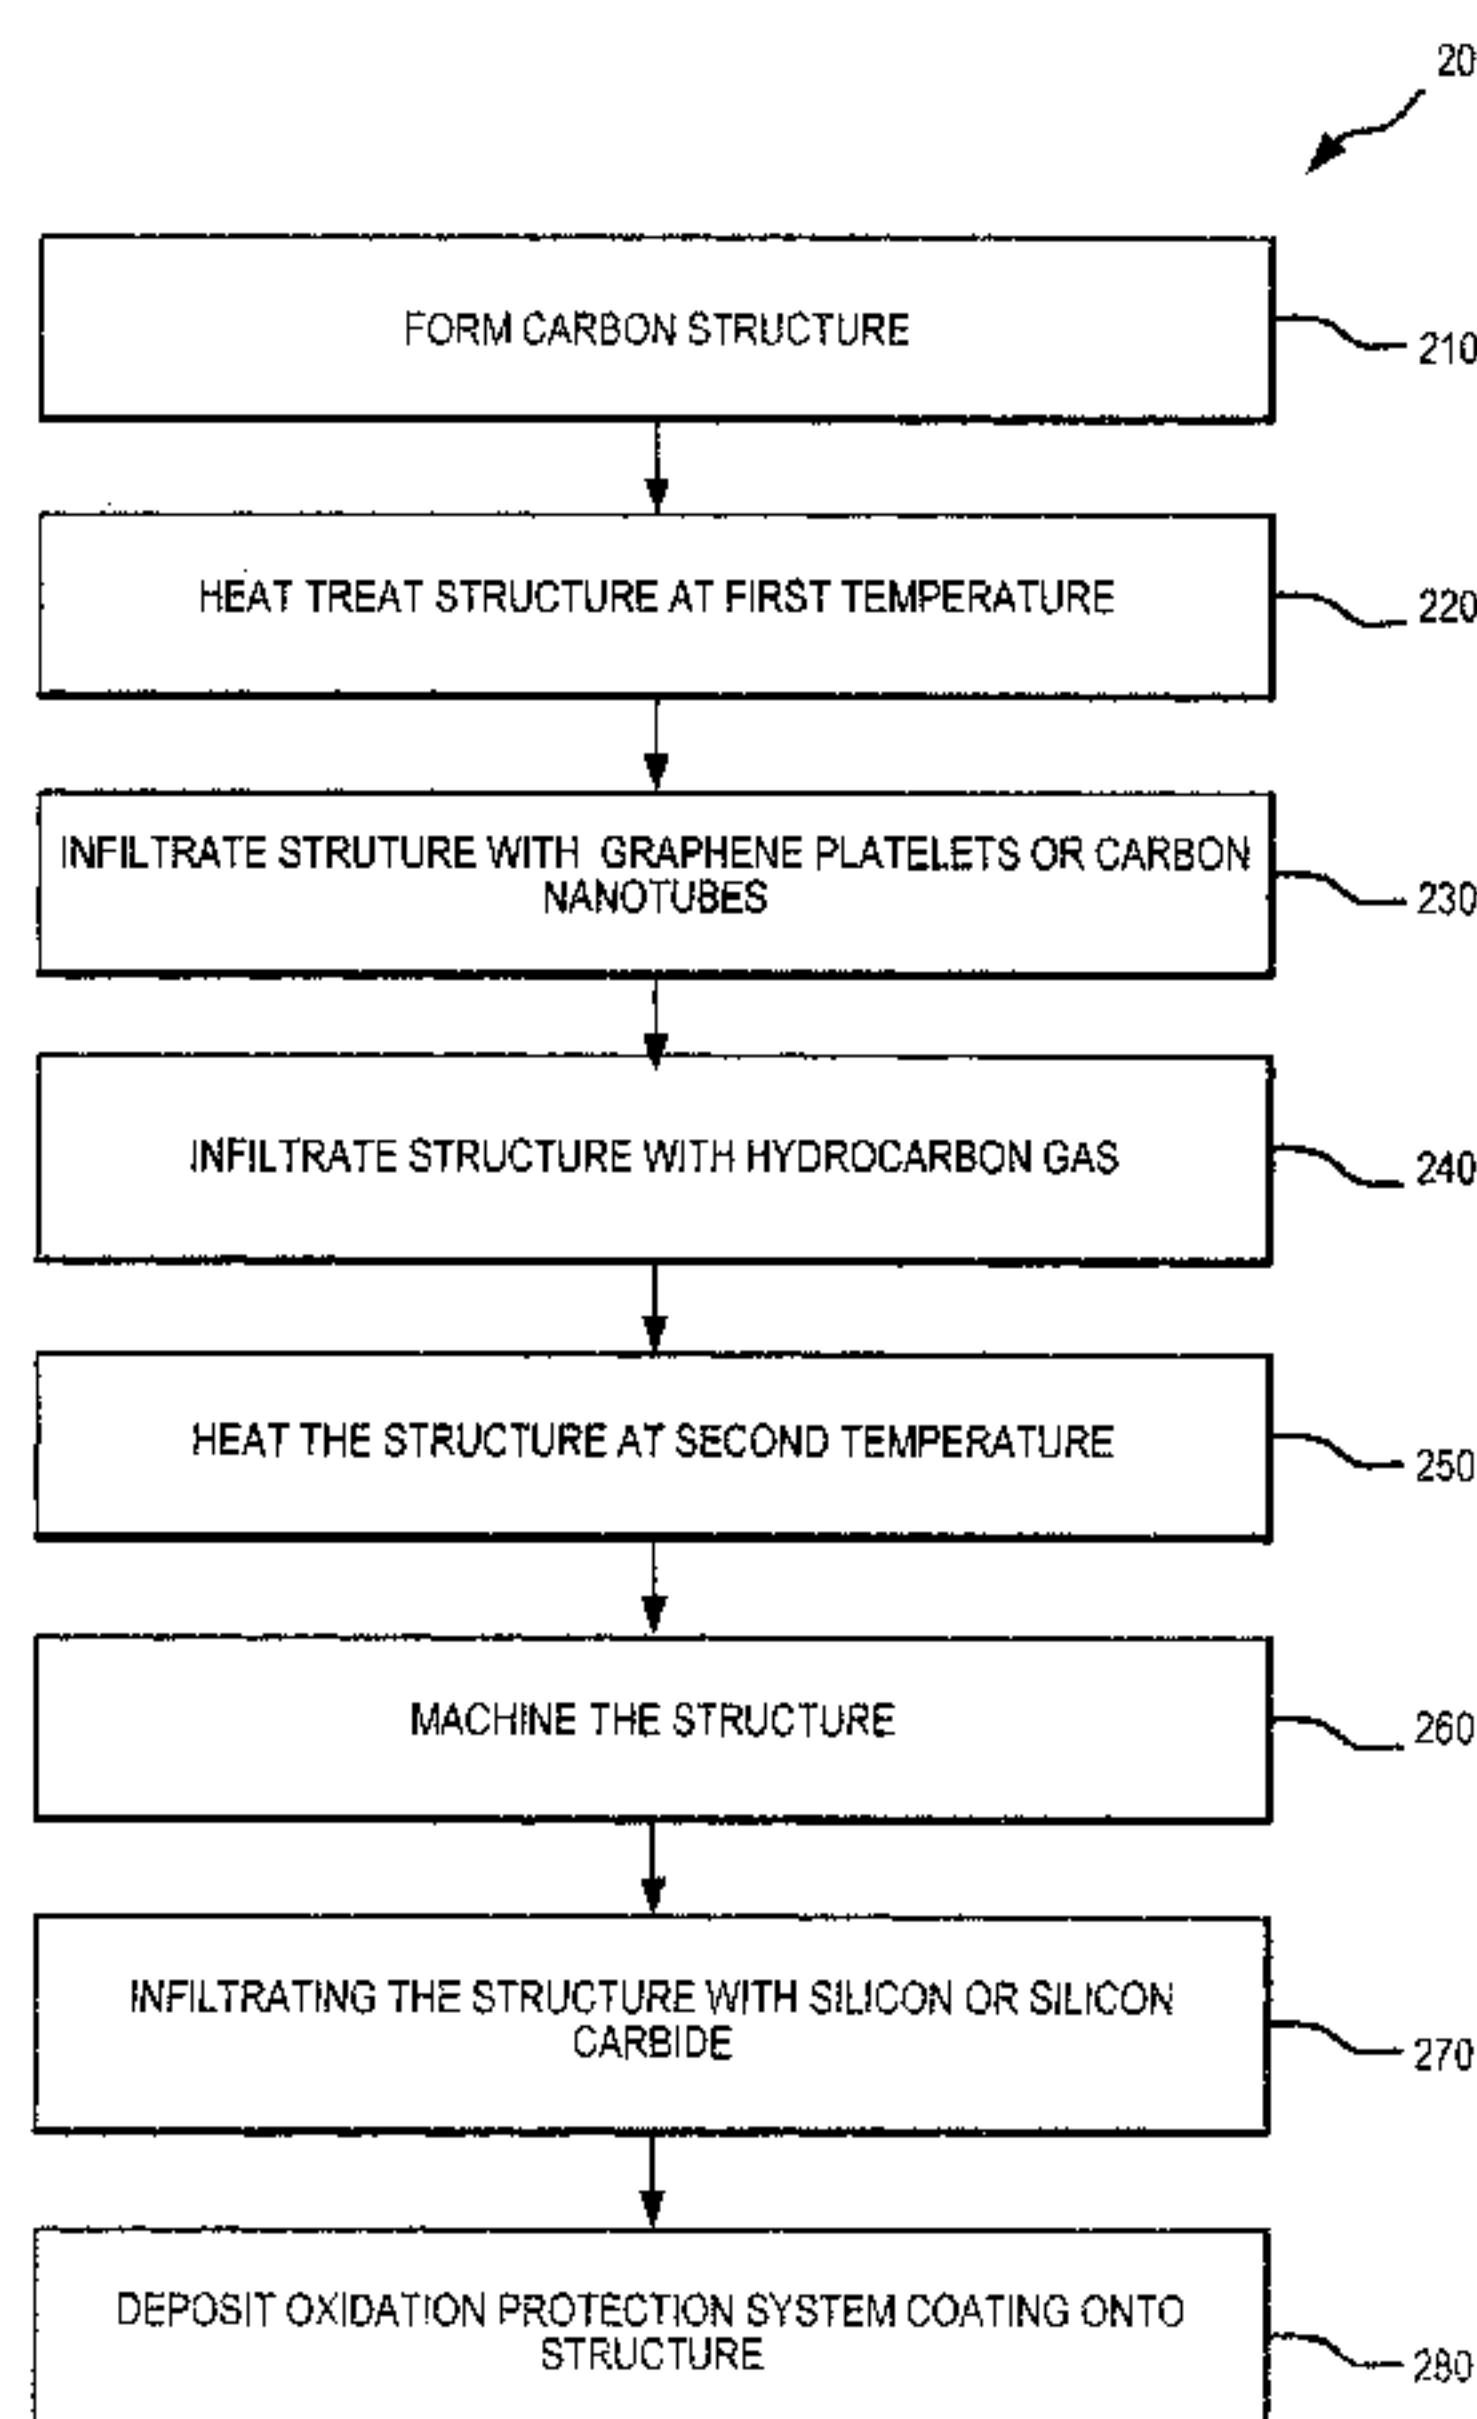 20
FORM CARBON STRUCTURE
210
HEAT TREAT STRUCTURE AT FIRST TEMPERATURE
220
INFILTRATE STRUTURE WITH GRAPHENE PLATELETS OR CARBON
NANOTUBES
230
INFILTRATE STRUCTURE WITH HYDROCARBON GAS
240
HEAT THE STRUCTURE AT SECOND TEMPERATURE
250
MACHINE THE STRUCTURE
260
INFILTRATING THE STRUCTURE WITH SILICON OR SILICON
CARBIDE
270
DEPOSIT OXIDATION PROTECTION SYSTEM COATING ONTO
STRUCTURE
280